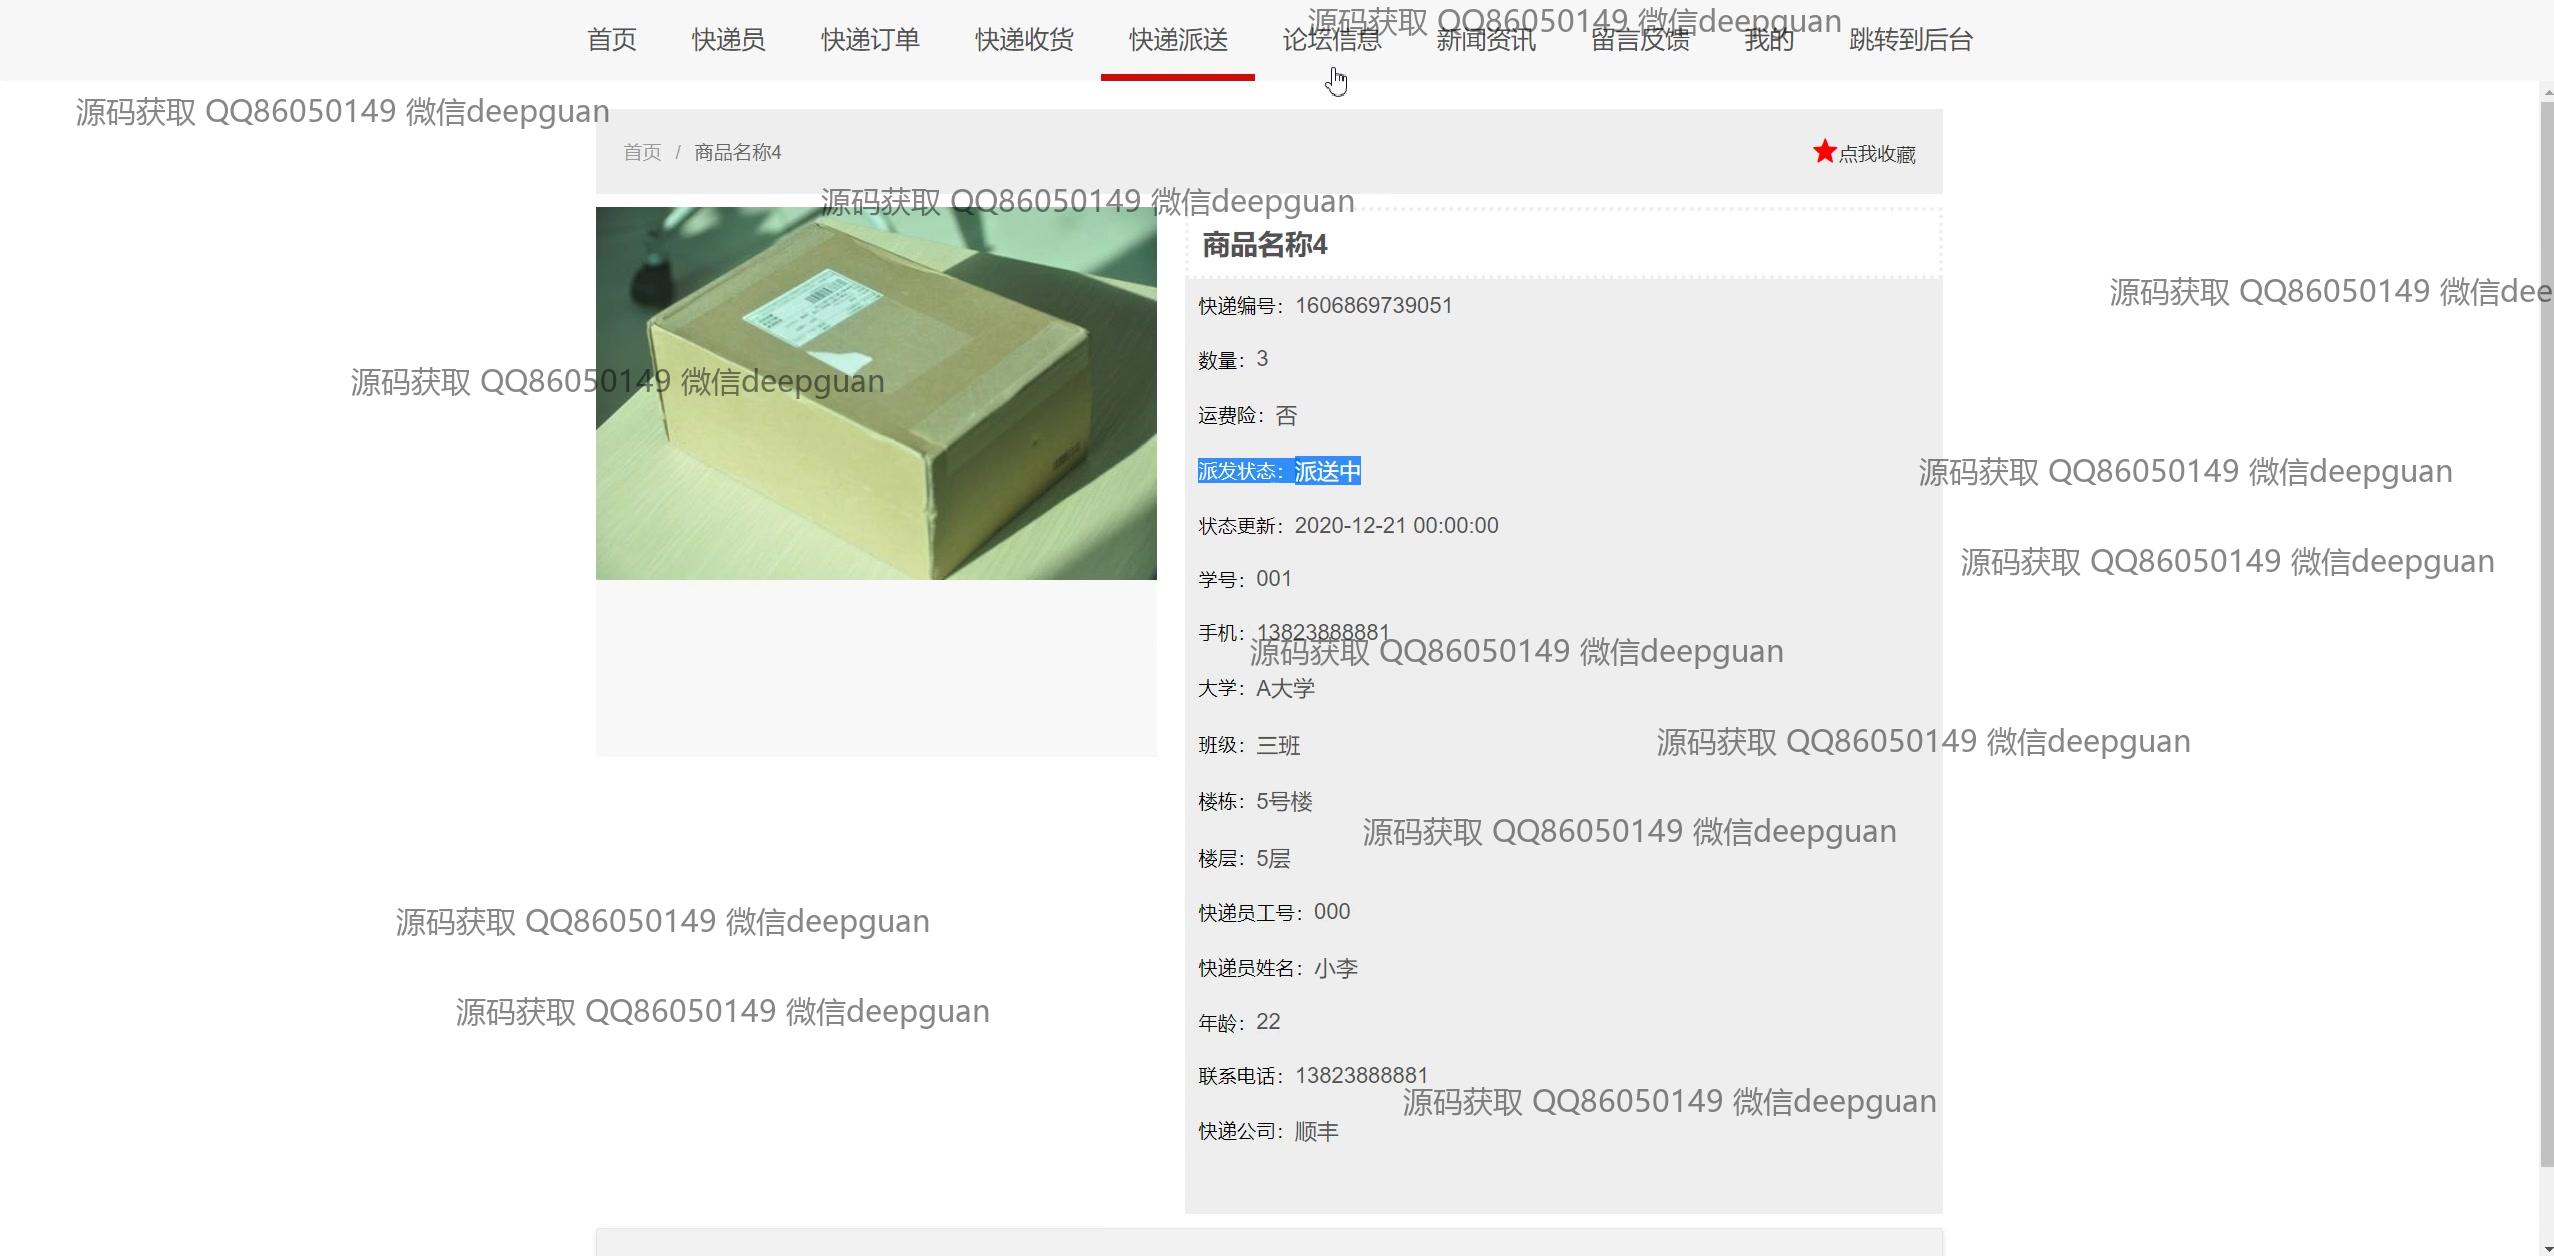 首页 快递员 快递订单 快递收货 快递派送 论坛信息 新闻资讯 留言反馈 我的 跳转到后台
源码获取 QQ86050149 微信deepguan
源码获取 QQ86050149 微信deepguan
首页 / 商品名称4
点我收藏
源码获取 QQ86050149 微信deepguan
商品名称4
快递编号：1606869739051
源码获取 QQ86050149 微信dee
数量：3
源码获取 QQ86050149 微信deepguan
运费险：否
派发状态：派送中
源码获取 QQ86050149 微信deepguan
状态更新：2020-12-21 00:00:00
源码获取 QQ86050149 微信deepguan
学号：001
手机：13823888881
源码获取 QQ86050149 微信deepguan
大学：A大学
班级：三班
源码获取 QQ86050149 微信deepguan
楼栋：5号楼
源码获取 QQ86050149 微信deepguan
楼层：5层
快递员工号：000
源码获取 QQ86050149 微信deepguan
快递员姓名：小李
源码获取 QQ86050149 微信deepguan
年龄：22
联系电话：13823888881
源码获取 QQ86050149 微信deepguan
快递公司：顺丰